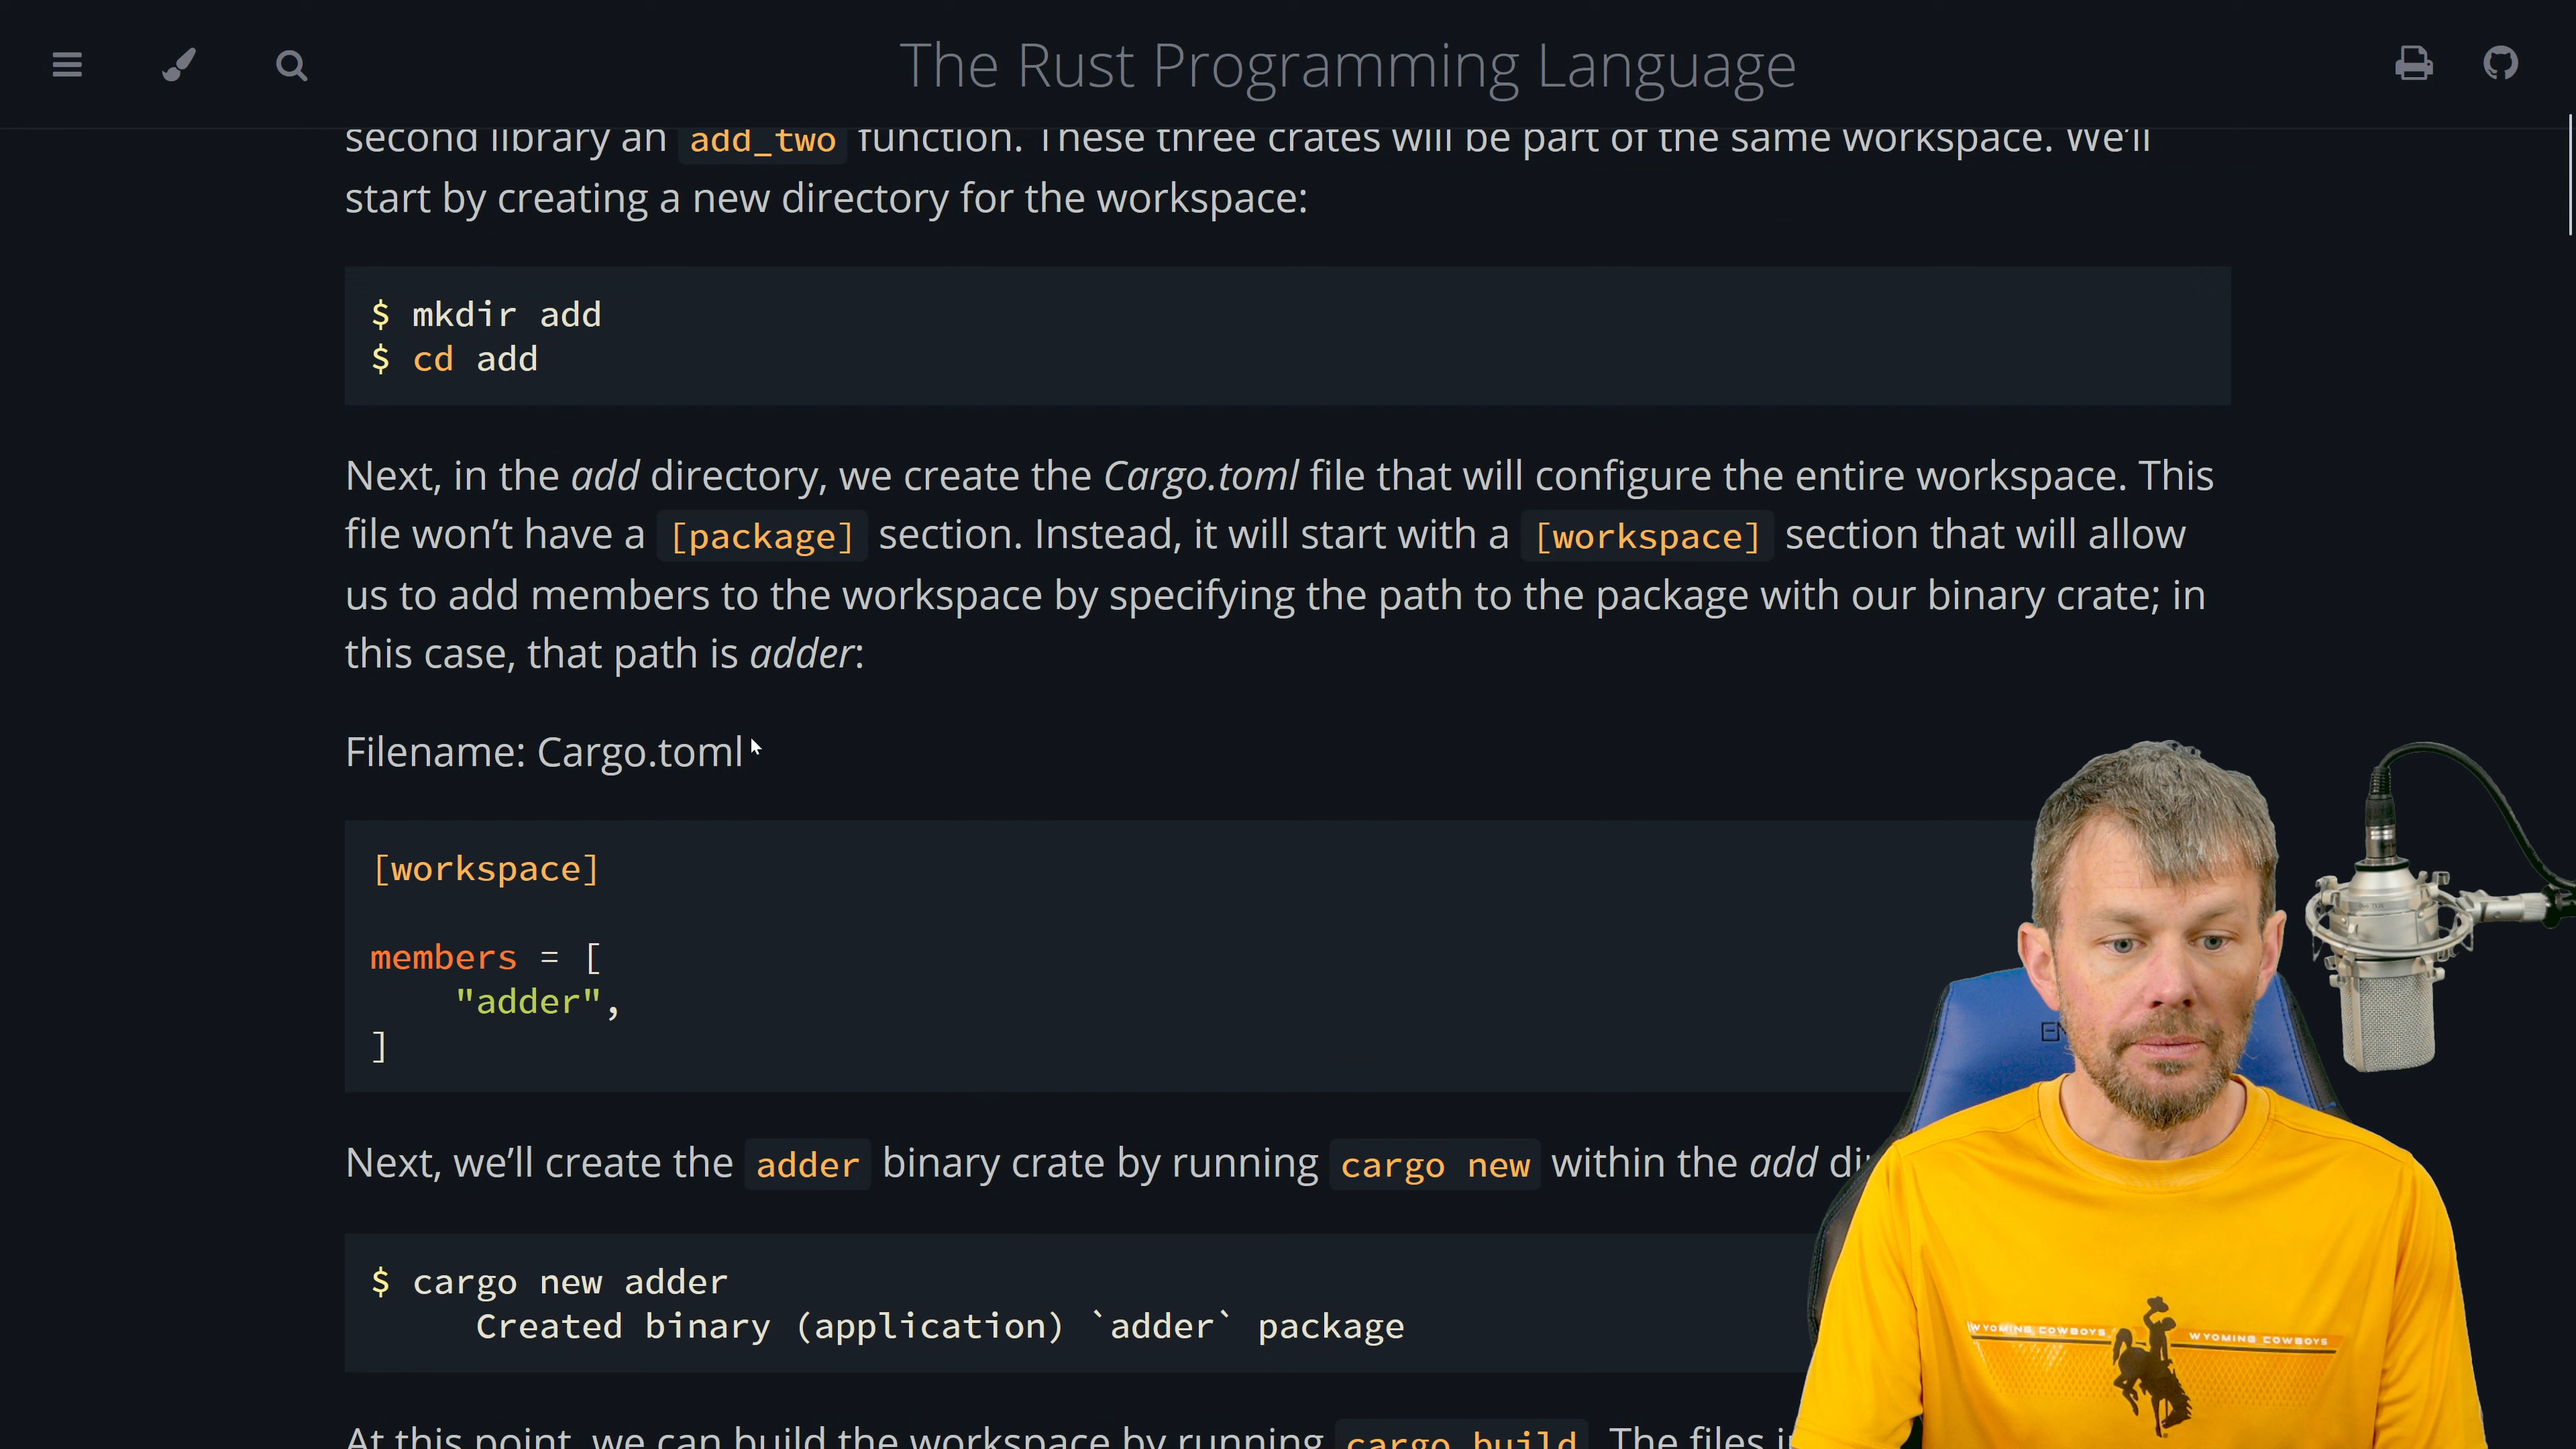 The Rust Programming Language
second library an add_two function. These three crates will be part of the same workspace. We'll
start by creating a new directory for the workspace:
$ mkdir add
$ cd add
Next, in the add directory, we create the Cargo.toml file that will configure the entire workspace. This
file won’t have a [package] section. Instead, it will start with a [workspace] section that will allow
us to add members to the workspace by specifying the path to the package with our binary crate; in
this case, that path is adder:
Filename: Cargo.toml
[workspace]
members = [
    "adder",
]
Next, we’ll create the adder binary crate by running cargo new within the add
$ cargo new adder
     Created binary (application) `adder` package
At this point, we can build the workspace by running cargo build. The files
WYOMING COWBOYS WYOMING COWBOYS